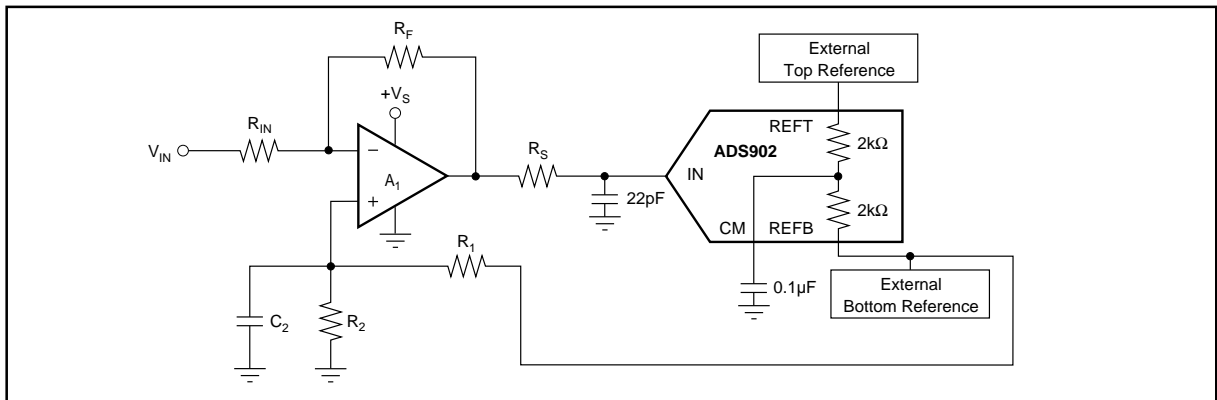 R_F
+V_S
R_IN
V_IN
−
A_1
+
R_S
22pF
External
Top Reference
REFT
ADS902
2kΩ
IN
2kΩ
CM
REFB
R_1
0.1µF
External
Bottom Reference
C_2
R_2